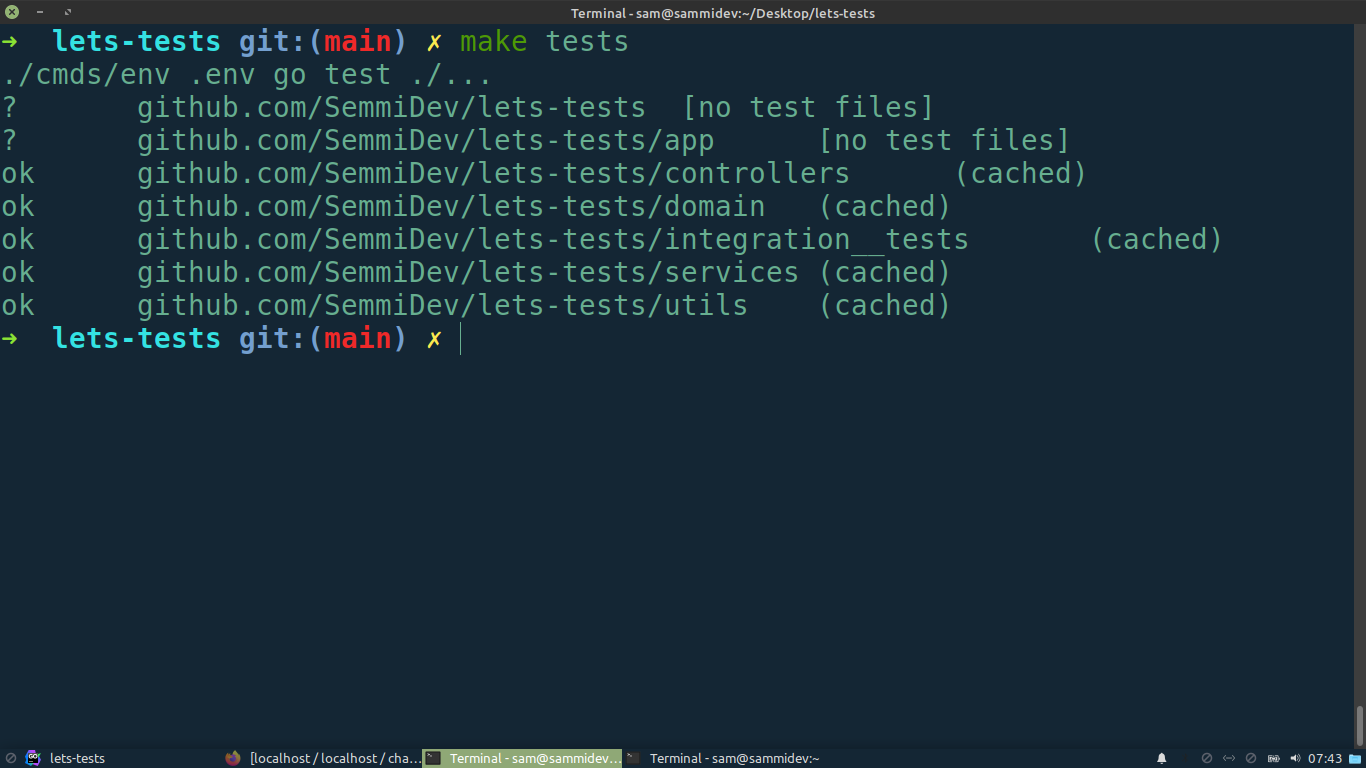 Terminal - sam@sammidev:~/Desktop/lets-tests
➜  lets-tests git:(main) ✗ make tests
./cmds/env .env go test ./...
?       github.com/SemmiDev/lets-tests  [no test files]
?       github.com/SemmiDev/lets-tests/app      [no test files]
ok      github.com/SemmiDev/lets-tests/controllers      (cached)
ok      github.com/SemmiDev/lets-tests/domain   (cached)
ok      github.com/SemmiDev/lets-tests/integration__tests       (cached)
ok      github.com/SemmiDev/lets-tests/services (cached)
ok      github.com/SemmiDev/lets-tests/utils    (cached)
➜  lets-tests git:(main) ✗
GO lets-tests [localhost / localhost / cha... Terminal - sam@sammidev:... Terminal - sam@sammidev:~ 07:43